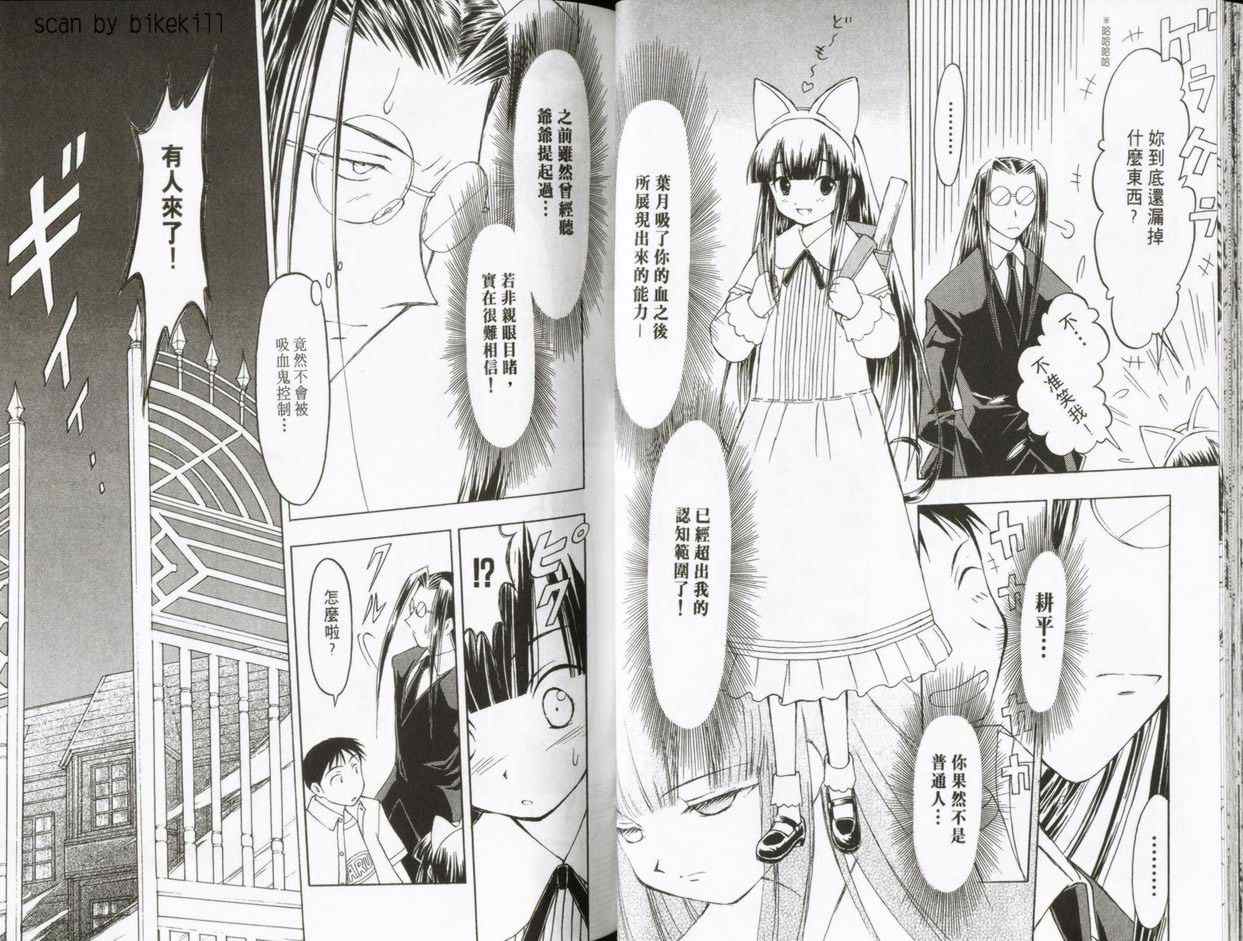 scan by bikekill
※哈哈哈哈
ゲラゲラ
妳到底還漏掉
什麼東西?
………
不…
不准笑我!
ど
葉月吸了你的血之後
所展現出來的能力—
已經超出我的
認知範圍了!
カカカカ
耕平…
你果然不是
普通人…
………
之前雖然曾經聽
爺爺提起過…
若非親眼目睹,
實在很難相信!
竟然不會被
吸血鬼控制…
ピク
!?
怎麼啦?
有人來了!
ギィィ…